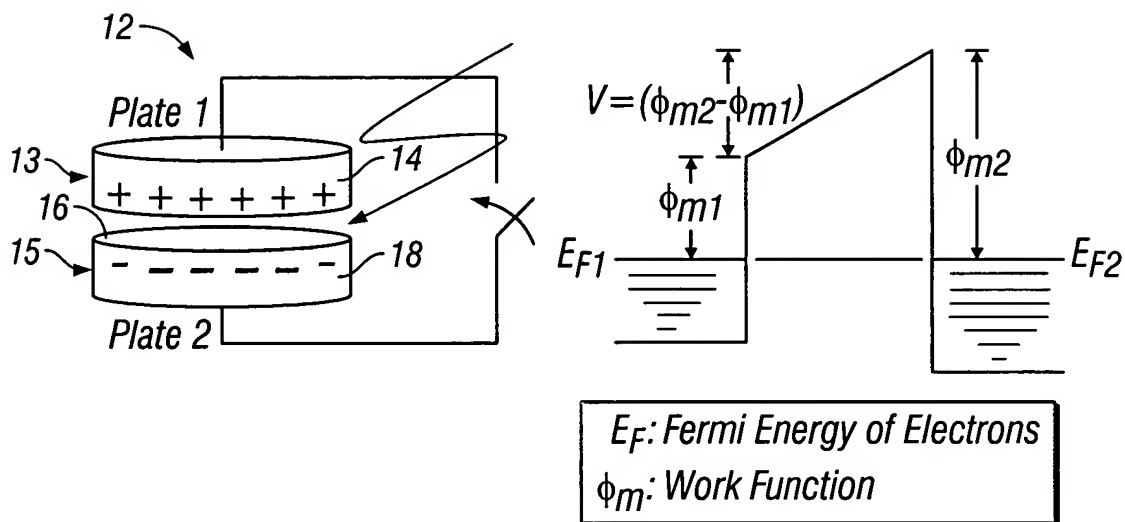 12
Plate 1
13
14
+ + + + + +
16
15
- - - - - -
18
Plate 2
V=(ϕm2-ϕm1)
ϕm1
ϕm2
EF1
EF2
EF: Fermi Energy of Electrons
ϕm: Work Function